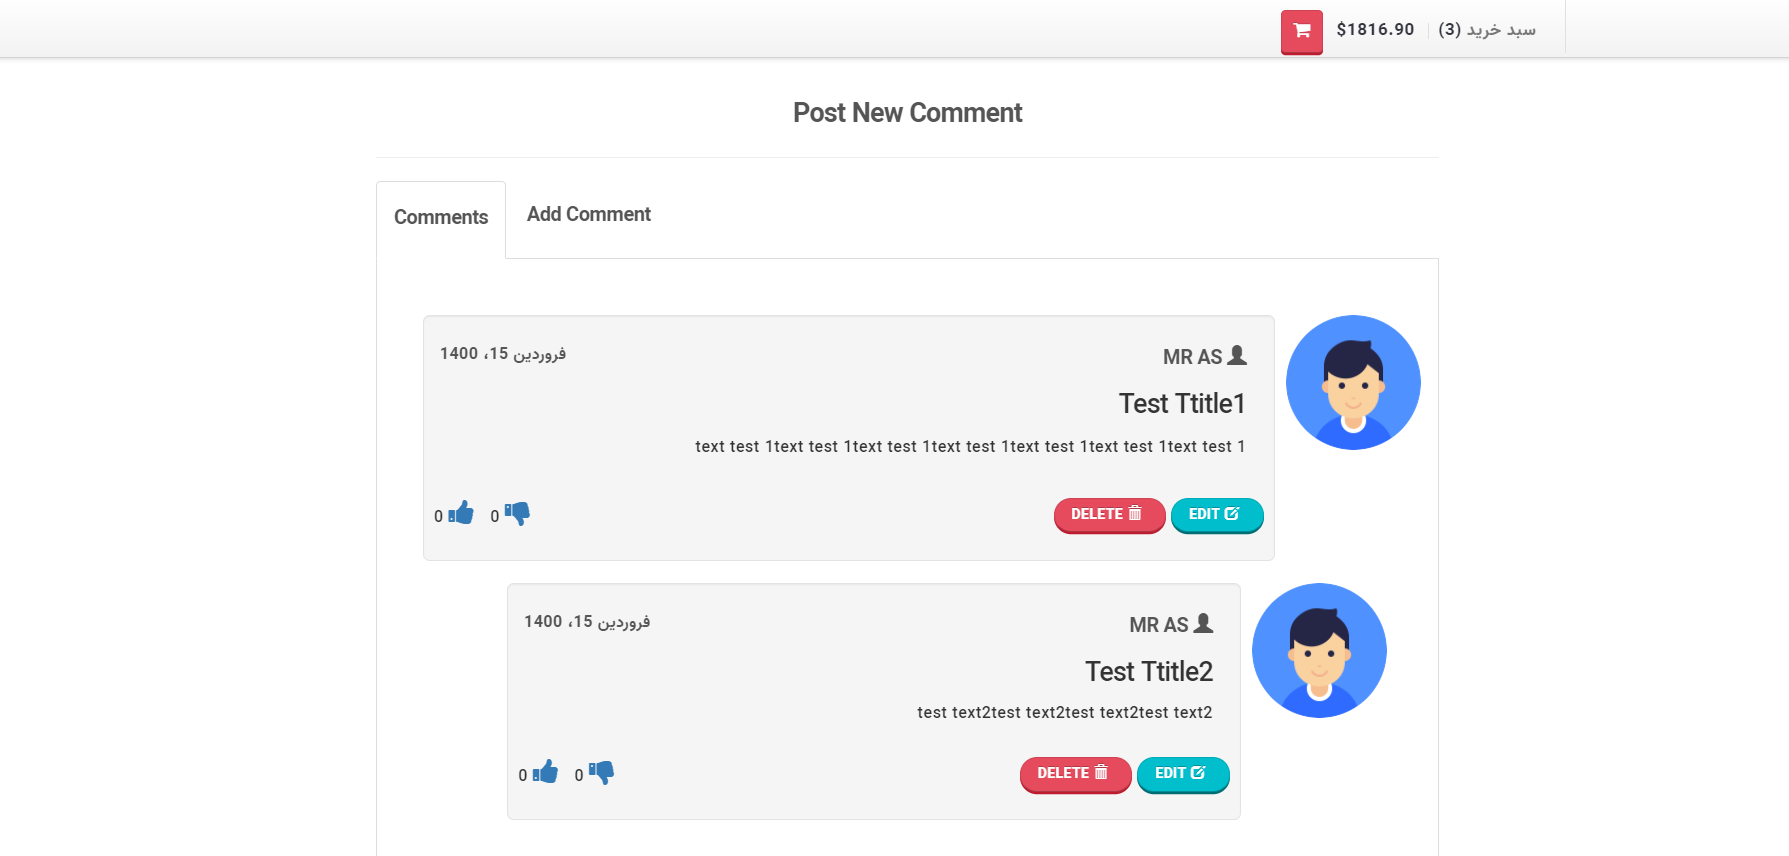 سبد خرید (3) $1816.90
Post New Comment
Comments Add Comment
MR AS فروردین 15، 1400
Test Ttitle1
text test 1text test 1text test 1text test 1text test 1text test 1text test 1
0 0 DELETE EDIT
MR AS فروردین 15، 1400
Test Ttitle2
test text2test text2test text2test text2
0 0 DELETE EDIT